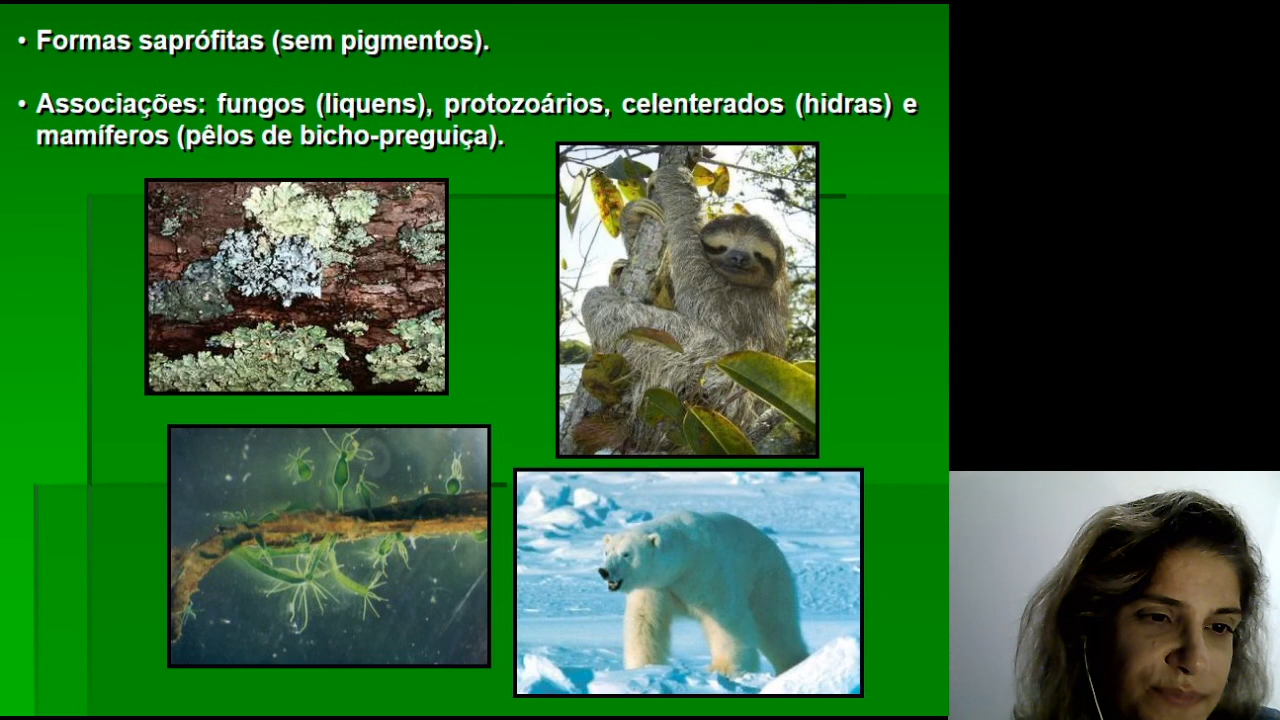 • Formas saprófitas (sem pigmentos).
• Associações: fungos (liquens), protozoários, celenterados (hidras) e
mamíferos (pêlos de bicho-preguiça).